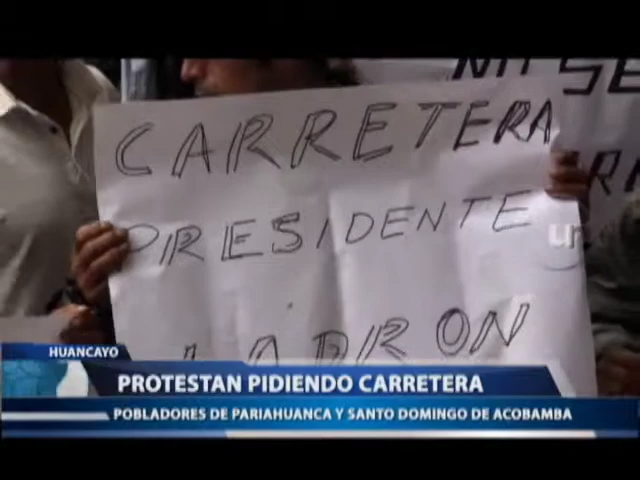 CARRETERA
PRESIDENTE
LADRON
HUANCAYO
PROTESTAN PIDIENDO CARRETERA
POBLADORES DE PARIAHUANCA Y SANTO DOMINGO DE ACOBAMBA